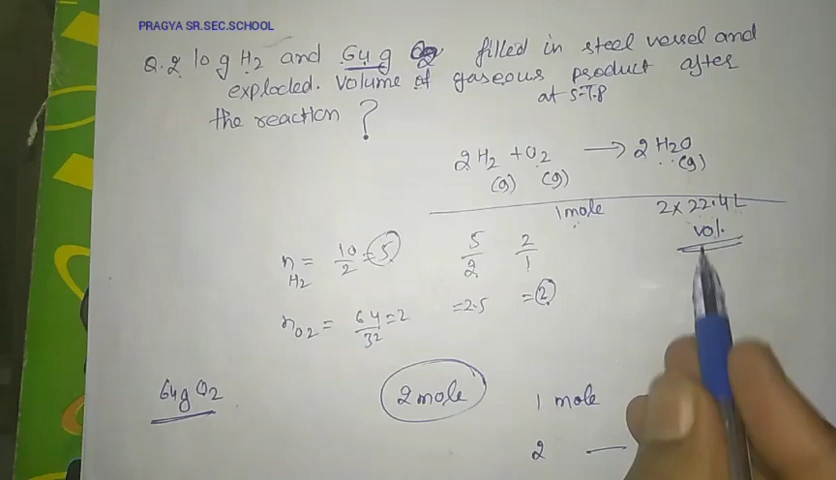 PRAGYA SR.SEC.SCHOOL
Q.2 10 g H2 and 64 g O2 filled in steel vessel and
exploded. Volume of gaseous product after
at S.T.P
the reaction ?
2H2 + O2 → 2H2O
(g) (g) (g)
1 mole 2 x 22.4 L
vol.
n H2 = 10/2 = 5 5/2 2/1
nO2 = 64/32 = 2 = 2.5 = 2
64g O2 2 mole 1 mole
2 —